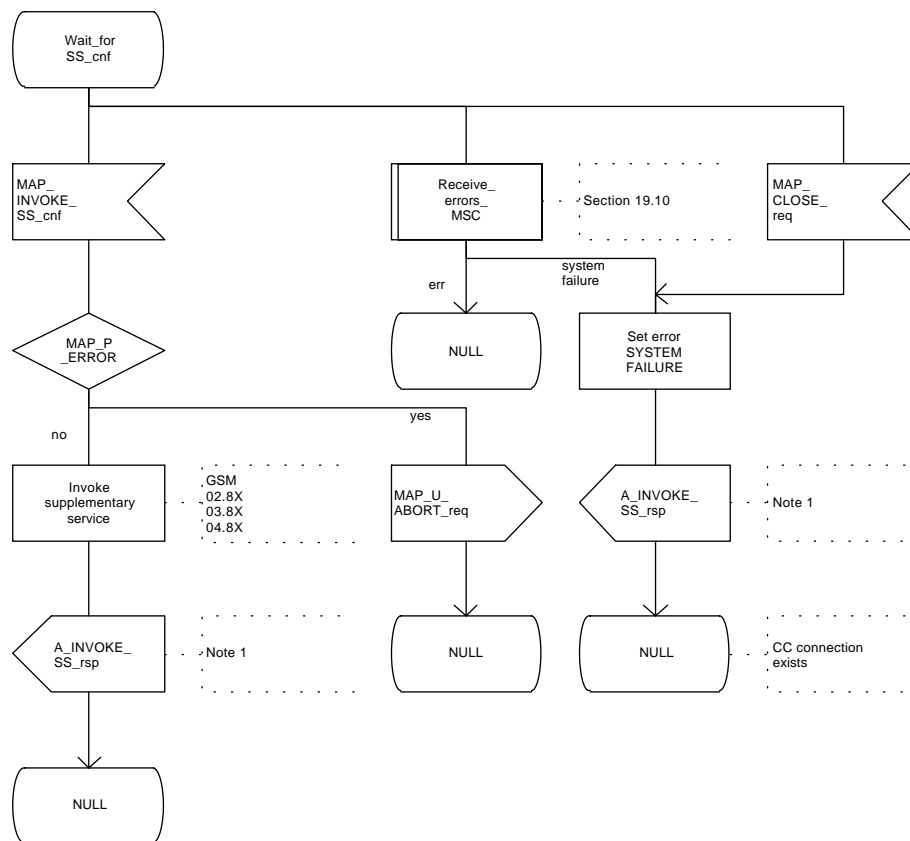 Wait_for
SS_cnf
MAP_
INVOKE_
SS_cnf
Receive_
errors_
MSC
Section 19.10
MAP_
CLOSE_
req
err
system
failure
MAP_P
_ERROR
NULL
Set error
SYSTEM
FAILURE
no
yes
Invoke
supplementary
service
GSM
02.8X
03.8X
04.8X
MAP_U_
ABORT_req
A_INVOKE_
SS_rsp
Note 1
A_INVOKE_
SS_rsp
Note 1
NULL
NULL
CC connection
exists
NULL